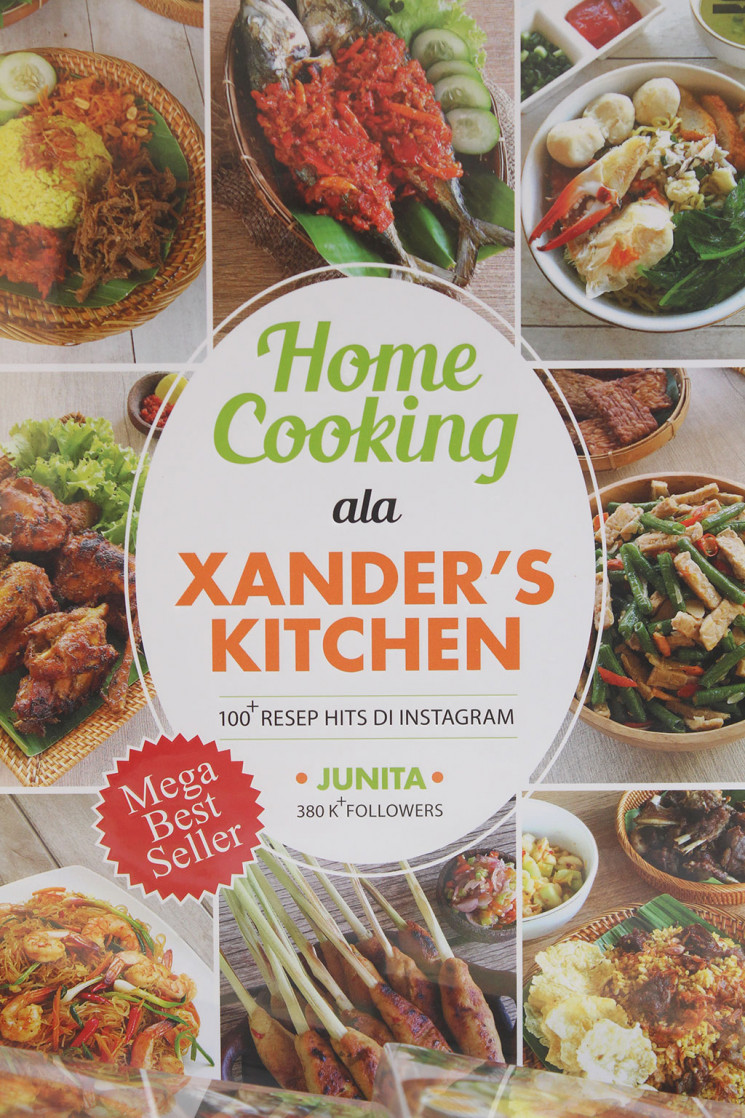 Home
Cooking
ala
XANDER'S
KITCHEN
100+ RESEP HITS DI INSTAGRAM
• JUNITA •
380 K+ FOLLOWERS
Mega
Best
Seller